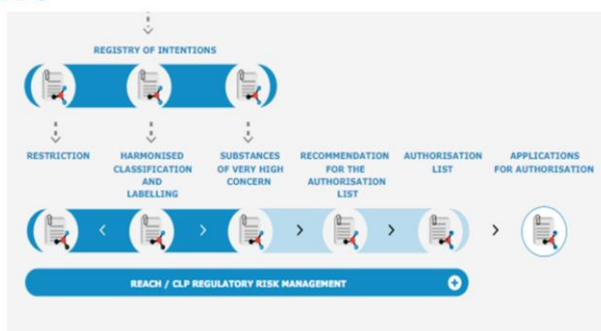 REGISTRY OF INTENTIONS
RESTRICTION
HARMONISED
CLASSIFICATION
AND
LABELLING
SUBSTANCES
OF VERY HIGH
CONCERN
RECOMMENDATION
FOR THE
AUTHORISATION
LIST
AUTHORISATION
LIST
APPLICATIONS
FOR AUTHORISATION
REACH / CLP REGULATORY RISK MANAGEMENT